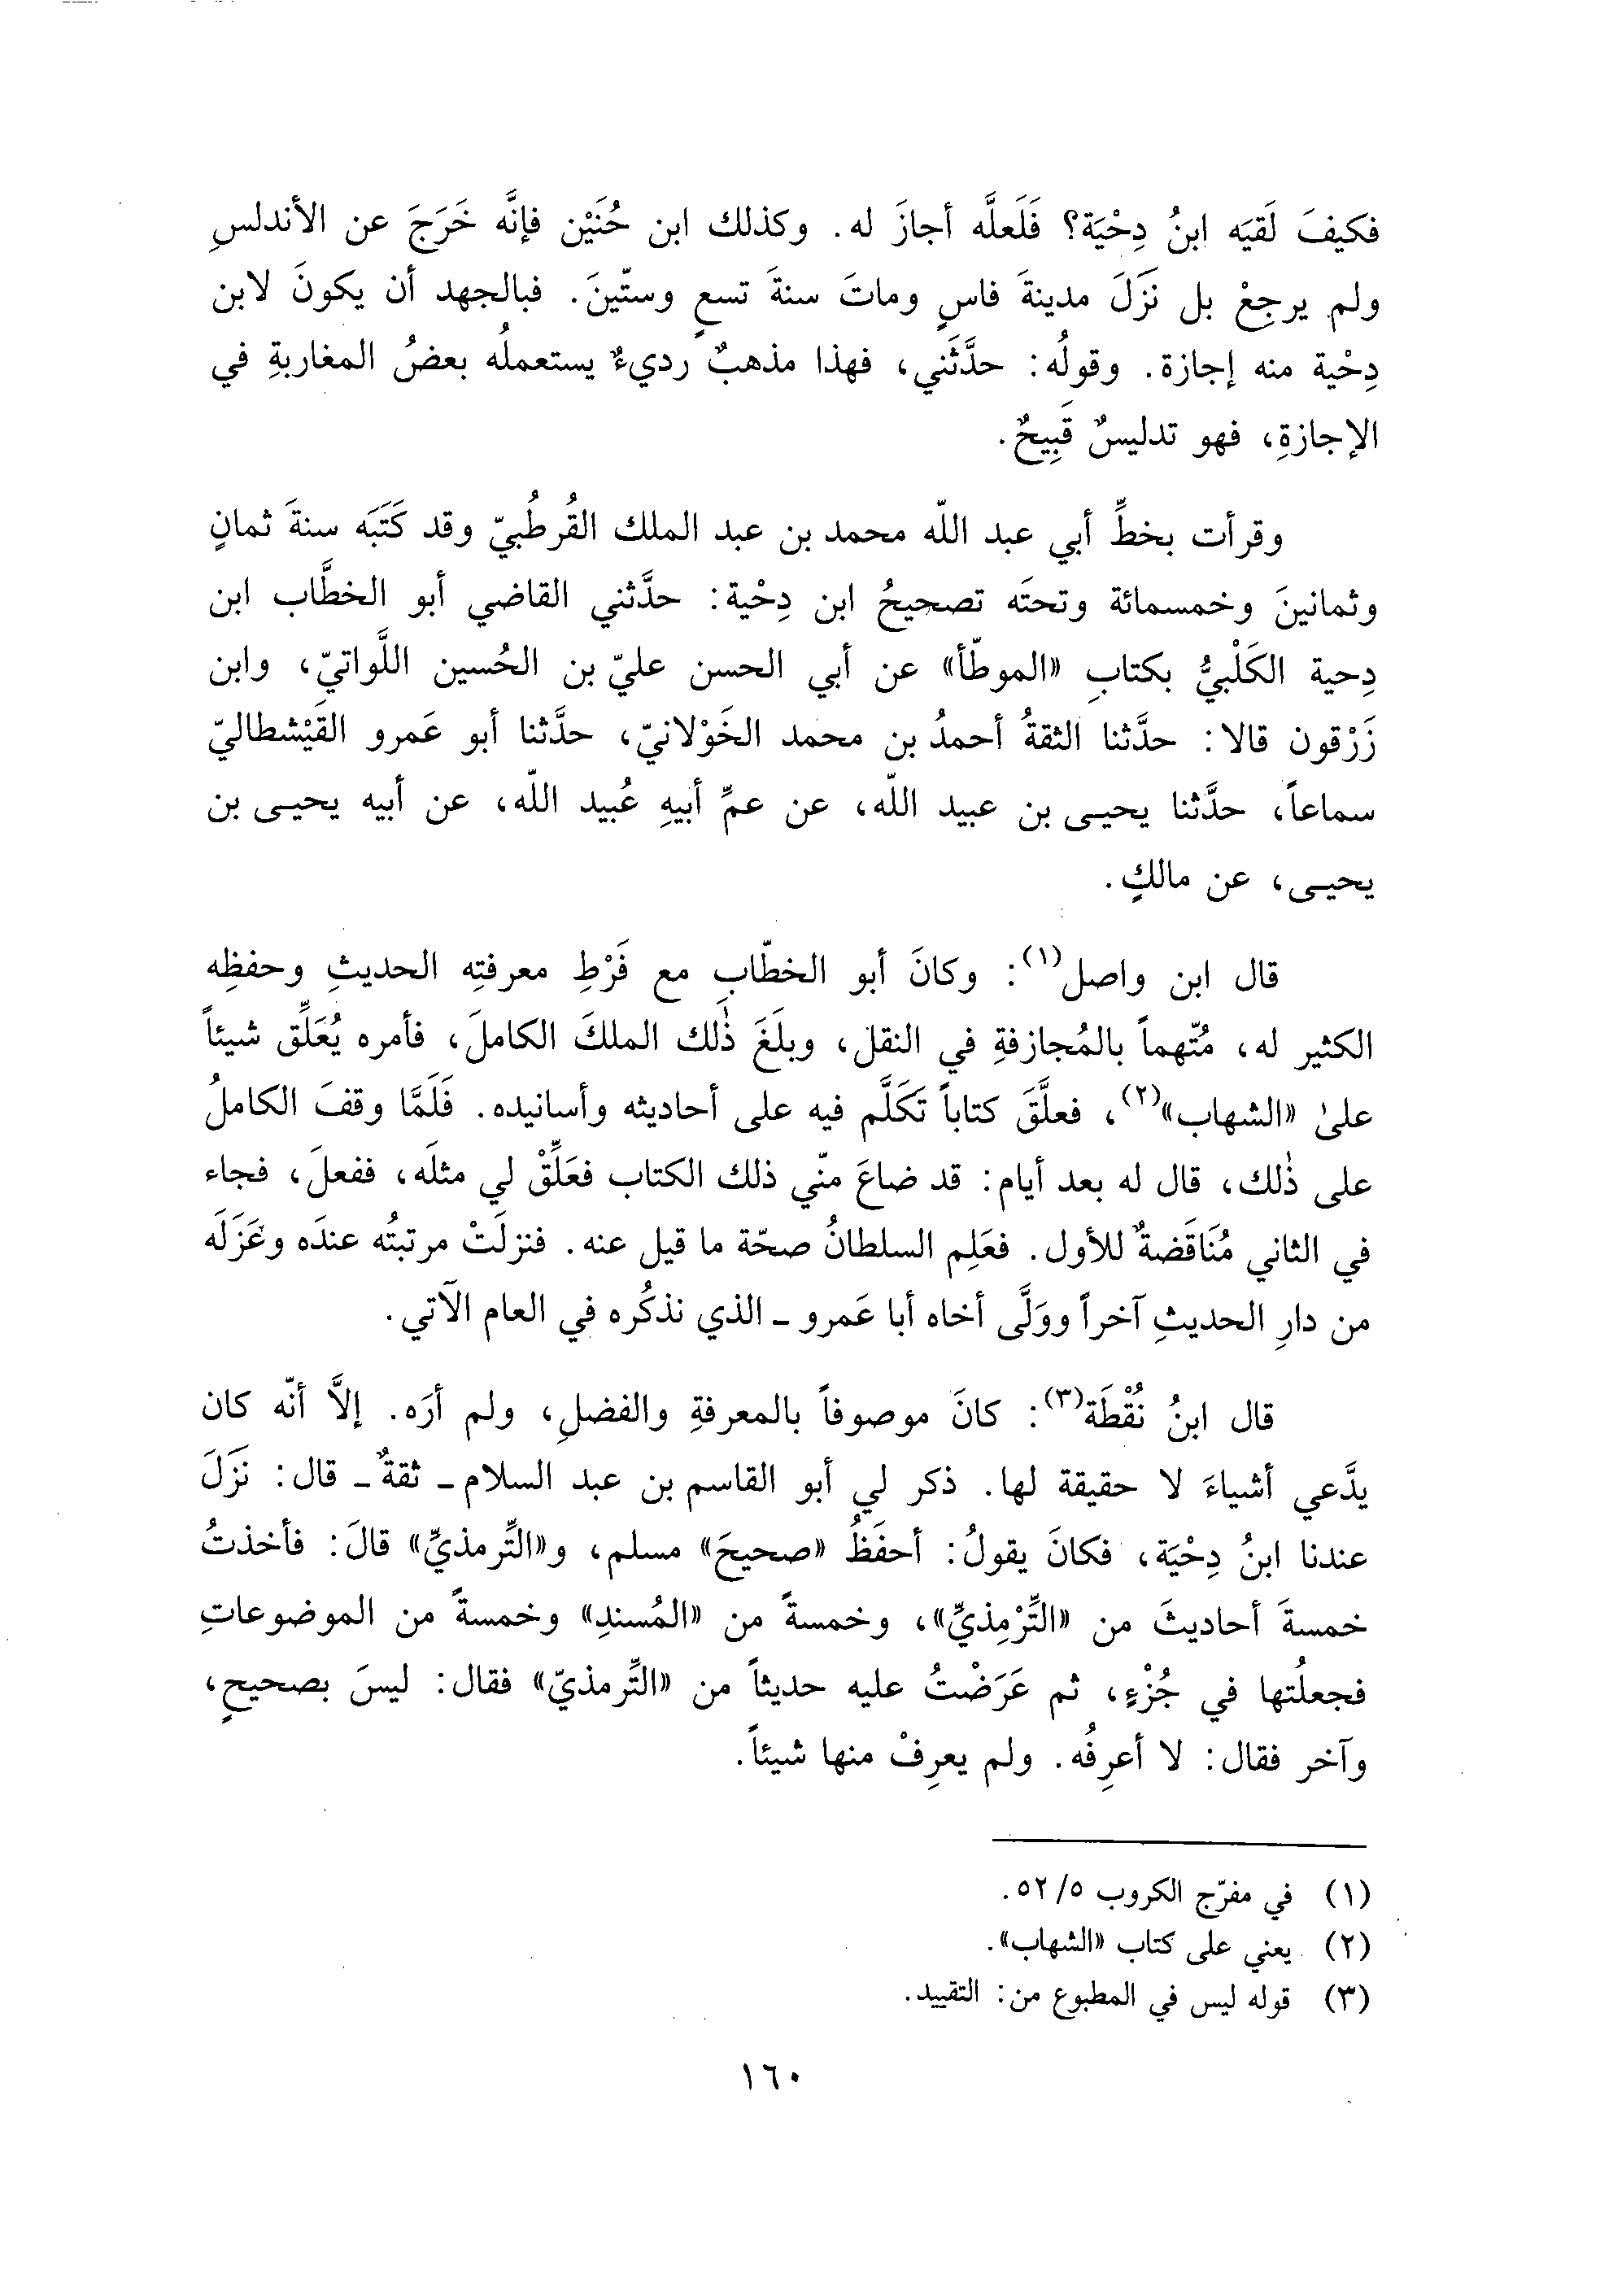 فكيفَ لَقيَه ابنُ دِحْيَة؟ فَلَعلَّه أجازَ له. وكذلك ابن حُنَيْن فإنَّه خَرَجَ عن الأندلسِ
ولم يرجِعْ بل نَزَلَ مدينةَ فاسٍ وماتَ سنةَ تسعٍ وستّينَ. فبالجهد أن يكونَ لابن
دِحْية منه إجازة. وقولُه: حدَّثَني، فهذا مذهبٌ رديءٌ يستعملُه بعضُ المغاربةِ في
الإجازةِ، فهو تدليسٌ قَبِيحٌ.
وقرأت بخطِّ أبي عبد اللّه محمد بن عبد الملك القُرطُبيّ وقد كَتَبَه سنةَ ثمانٍ
وثمانينَ وخمسمائة وتحتَه تصحيحُ ابن دِحْية: حدَّثني القاضي أبو الخطَّاب ابن
دِحية الكَلْبيُّ بكتابِ «الموطّأ» عن أبي الحسن عليّ بن الحُسين اللَّواتيّ، وابن
زَرْقون قالا: حدَّثنا الثقةُ أحمدُ بن محمد الخَوْلانيّ، حدَّثنا أبو عَمرو القَيْشطاليّ
سماعاً، حدَّثنا يحيـى بن عبيد اللّه، عن عمِّ أبيهِ عُبيد اللّه، عن أبيه يحيـى بن
يحيـى، عن مالكٍ.
قال ابن واصل(١): وكانَ أبو الخطّابِ مع فَرْطِ معرفتِه الحديثِ وحفظِه
الكثير له، مُتّهماً بالمُجازفةِ في النقل، وبلَغَ ذٰلك الملكَ الكاملَ، فأمره يُعَلِّق شيئاً
علىٰ «الشهاب»(٢)، فعلَّقَ كتاباً تَكَلَّم فيه على أحاديثه وأسانيده. فَلَمَّا وقفَ الكاملُ
على ذٰلك، قال له بعد أيام: قد ضاعَ منّي ذلك الكتاب فعَلِّقْ لي مثلَه، ففعلَ، فجاء
في الثاني مُنَاقَضةٌ للأول. فعَلِم السلطانُ صحّة ما قيل عنه. فنزلَتْ مرتبتُه عندَه وعَزَلَه
من دارِ الحديثِ آخراً ووَلَّى أخاه أبا عَمرو ـ الذي نذكُره في العام الآتي.
قال ابنُ نُقْطَة(٣): كانَ موصوفاً بالمعرفةِ والفضلِ، ولم أرَه. إلاَّ أنّه كان
يدَّعي أشياءَ لا حقيقة لها. ذكر لي أبو القاسم بن عبد السلام ـ ثقةٌ ـ قال: نَزَلَ
عندنا ابنُ دِحْيَة، فكانَ يقولُ: أحفَظُ «صحيحَ» مسلم، و«التِّرمذيِّ» قالَ: فأخذتُ
خمسةَ أحاديثَ من «التِّرْمِذيِّ»، وخمسةً من «المُسندِ» وخمسةً من الموضوعاتِ
فجعلُتها في جُزْءٍ، ثم عَرَضْتُ عليه حديثاً من «التِّرمذيّ» فقال: ليسَ بصحيحٍ،
وآخر فقال: لا أعرِفُه. ولم يعرِفْ منها شيئاً.
(١) في مفرّج الكروب ٥/ ٥٢.
(٢) يعني على كتاب «الشهاب».
(٣) قوله ليس في المطبوع من: التقييد.
١٦٠